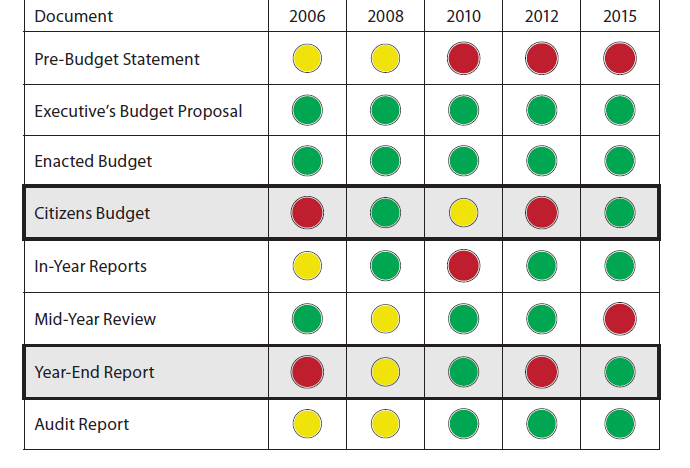 Document 2006 2008 2010 2012 2015
Pre-Budget Statement
Executive’s Budget Proposal
Enacted Budget
Citizens Budget
In-Year Reports
Mid-Year Review
Year-End Report
Audit Report